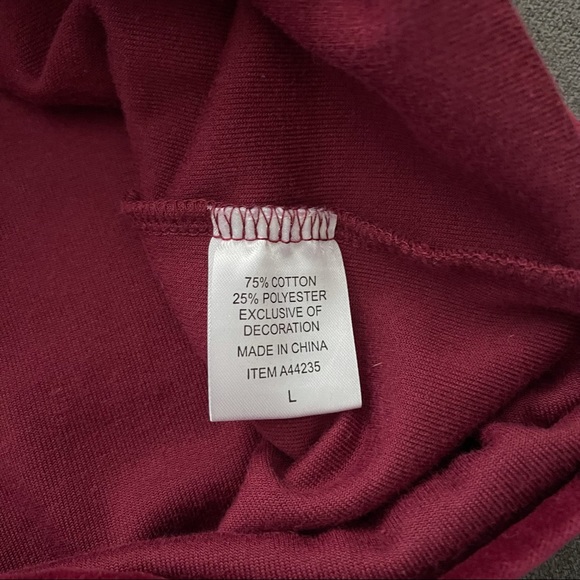 75% COTTON
25% POLYESTER
EXCLUSIVE OF
DECORATION
MADE IN CHINA
ITEM A44235
L